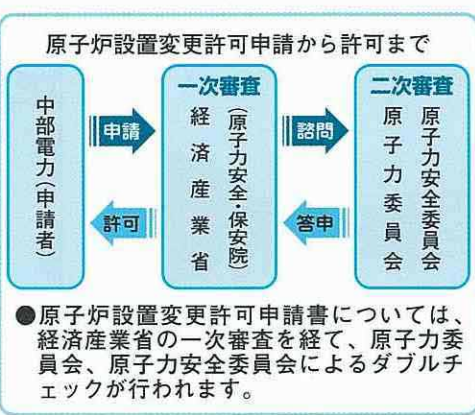 原子炉設置変更許可申請から許可まで
中部電力(申請者)
申請
許可
一次審査
経済産業省
(原子力安全・保安院)
諮問
答申
二次審査
原子力委員会
原子力安全委員会
●原子炉設置変更許可申請書については、
経済産業省の一次審査を経て、原子力委
員会、原子力安全委員会によるダブルチ
ェックが行われます。